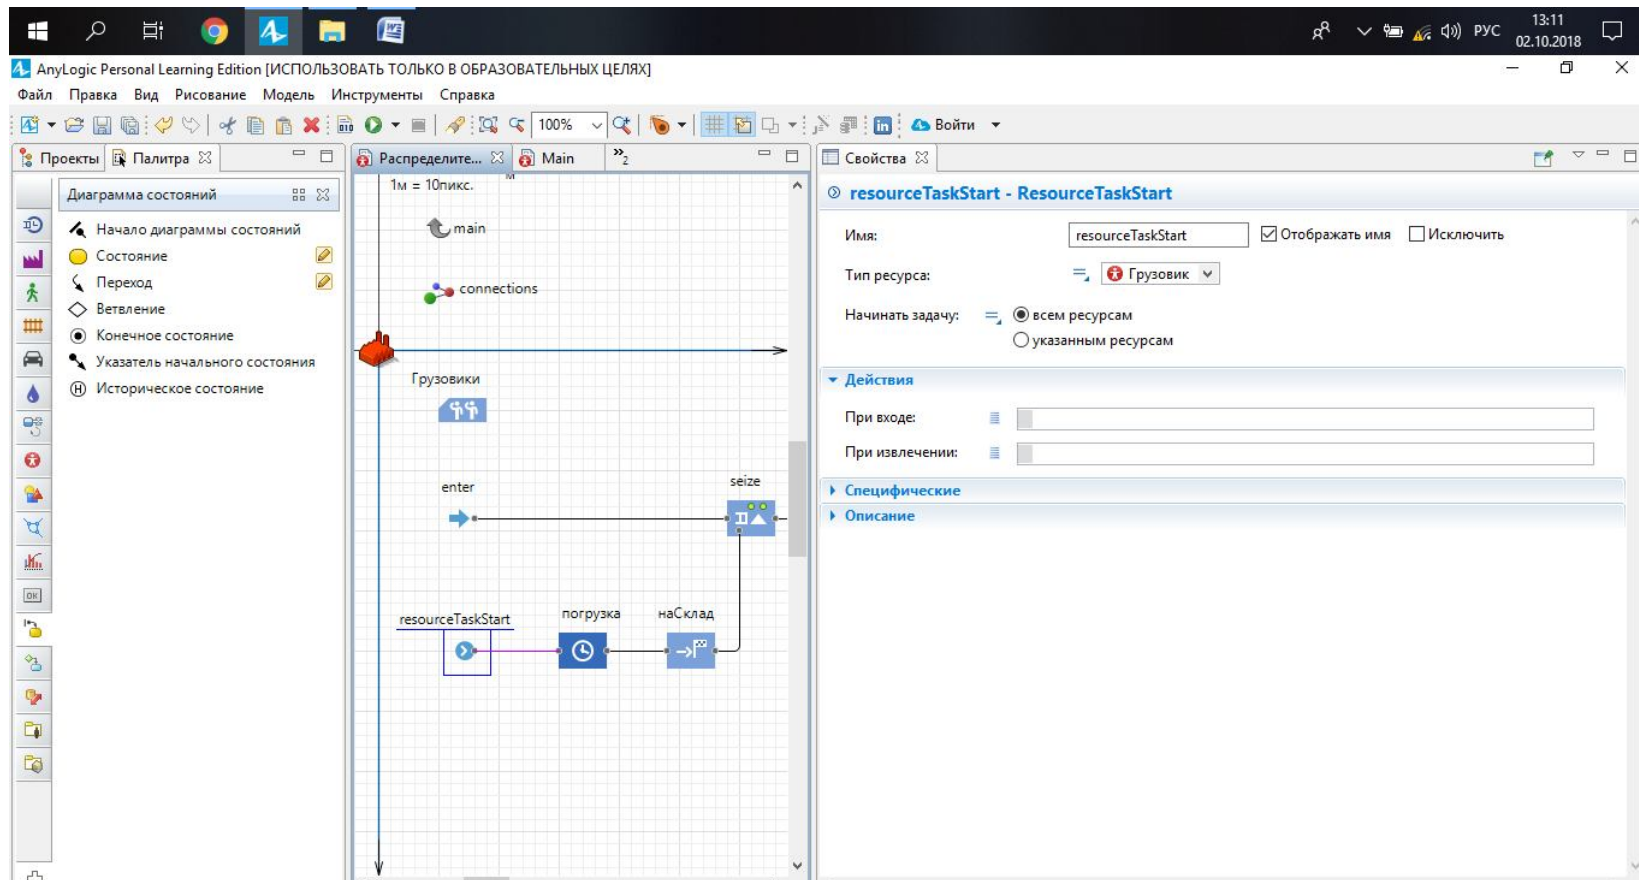 13:11
РУС
02.10.2018
AnyLogic Personal Learning Edition [ИСПОЛЬЗОВАТЬ ТОЛЬКО В ОБРАЗОВАТЕЛЬНЫХ ЦЕЛЯХ]
Файл Правка Вид Рисование Модель Инструменты Справка
100% Войти
Проекты Палитра Распределите... Main »2 Свойства
Диаграмма состояний
Начало диаграммы состояний
Состояние
Переход
Ветвление
Конечное состояние
Указатель начального состояния
Историческое состояние
OK
1м = 10пикс.
м
main
connections
Грузовики
enter
seize
resourceTaskStart
погрузка
наСклад
resourceTaskStart - ResourceTaskStart
Имя: resourceTaskStart Отображать имя Исключить
Тип ресурса: Грузовик
Начинать задачу: всем ресурсам
указанным ресурсам
Действия
При входе:
При извлечении:
Специфические
Описание